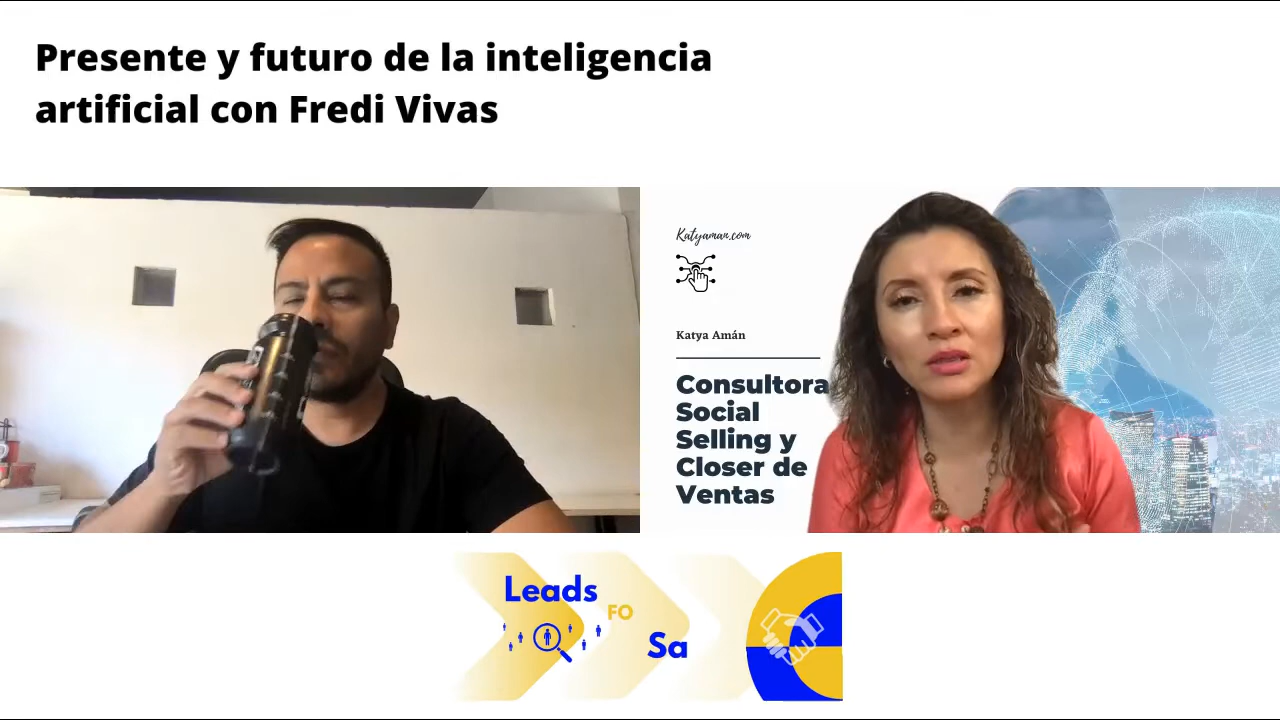 Presente y futuro de la inteligencia
artificial con Fredi Vivas
Katyaman.com
Katya Amán
Consultora
Social
Selling y
Closer de
Ventas
Leads
FO
Sa